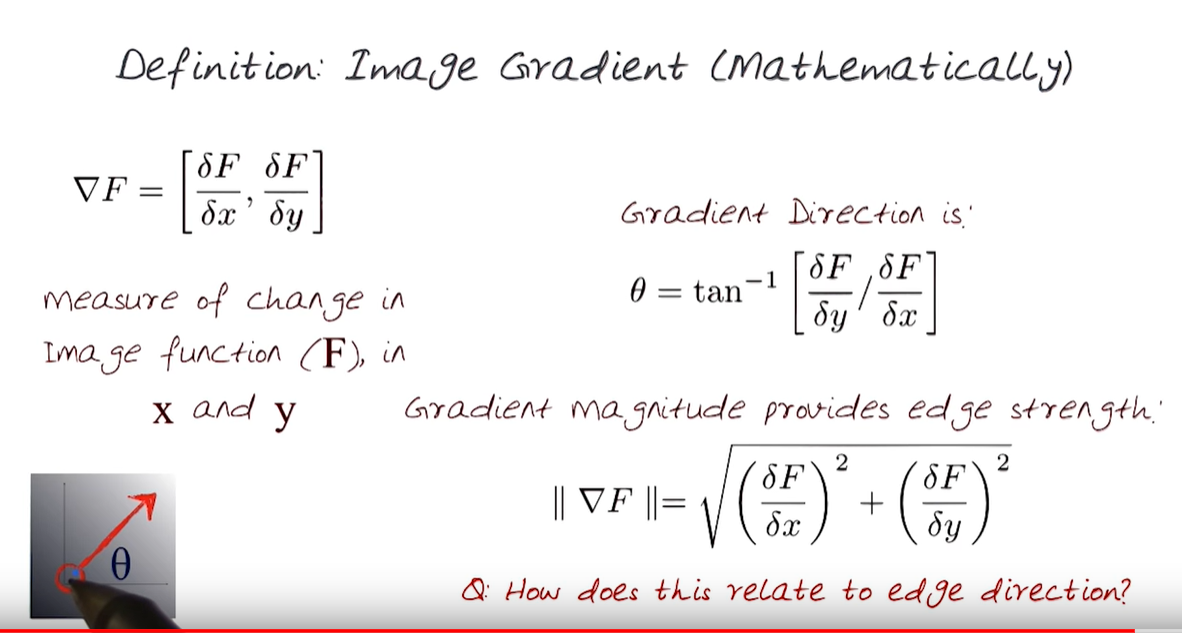 Definition: Image Gradient (Mathematically)
∇F = [δF/δx, δF/δy]
measure of change in
Image function (F), in
x and y
Gradient Direction is:
θ = tan⁻¹ [δF/δy / δF/δx]
Gradient magnitude provides edge strength:
‖ ∇F ‖= √((δF/δx)² + (δF/δy)²)
θ
Q: How does this relate to edge direction?